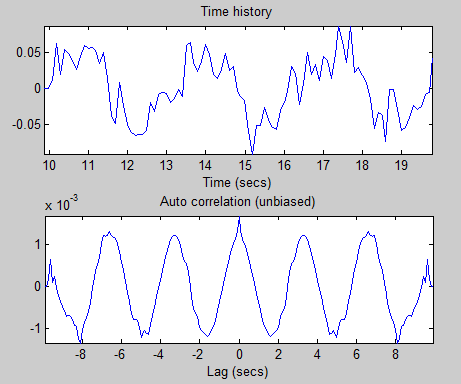 Time history
0.05
0
-0.05
10 11 12 13 14 15 16 17 18 19
Time (secs)
x 10^-3
Auto correlation (unbiased)
1
0
-1
-8 -6 -4 -2 0 2 4 6 8
Lag (secs)